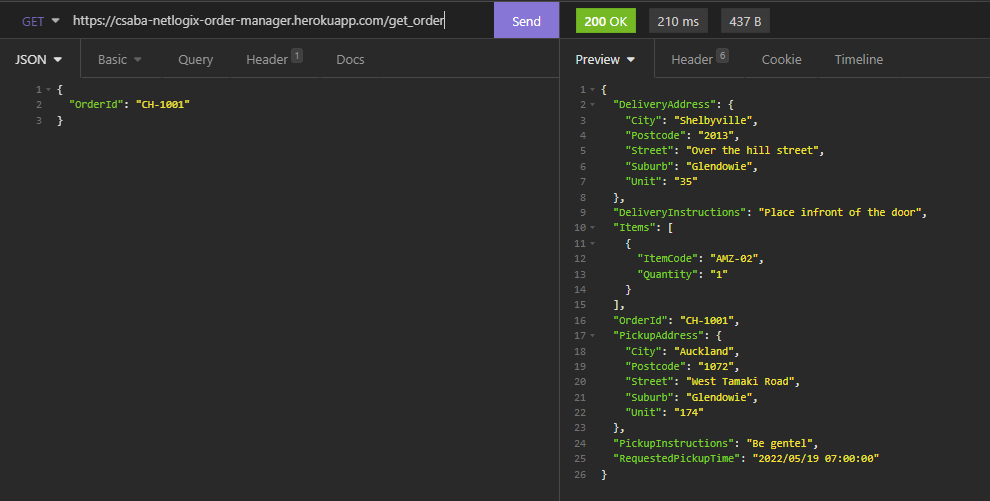 GET https://csaba-netlogix-order-manager.herokuapp.com/get_order Send 200 OK 210 ms 437 B
JSON Basic Query Header 1 Docs
1 {
2 "OrderId": "CH-1001"
3 }
Preview Header 6 Cookie Timeline
1 {
2 "DeliveryAddress": {
3 "City": "Shelbyville",
4 "Postcode": "2013",
5 "Street": "Over the hill street",
6 "Suburb": "Glendowie",
7 "Unit": "35"
8 },
9 "DeliveryInstructions": "Place infront of the door",
10 "Items": [
11 {
12 "ItemCode": "AMZ-02",
13 "Quantity": "1"
14 }
15 ],
16 "OrderId": "CH-1001",
17 "PickupAddress": {
18 "City": "Auckland",
19 "Postcode": "1072",
20 "Street": "West Tamaki Road",
21 "Suburb": "Glendowie",
22 "Unit": "174"
23 },
24 "PickupInstructions": "Be gentel",
25 "RequestedPickupTime": "2022/05/19 07:00:00"
26 }